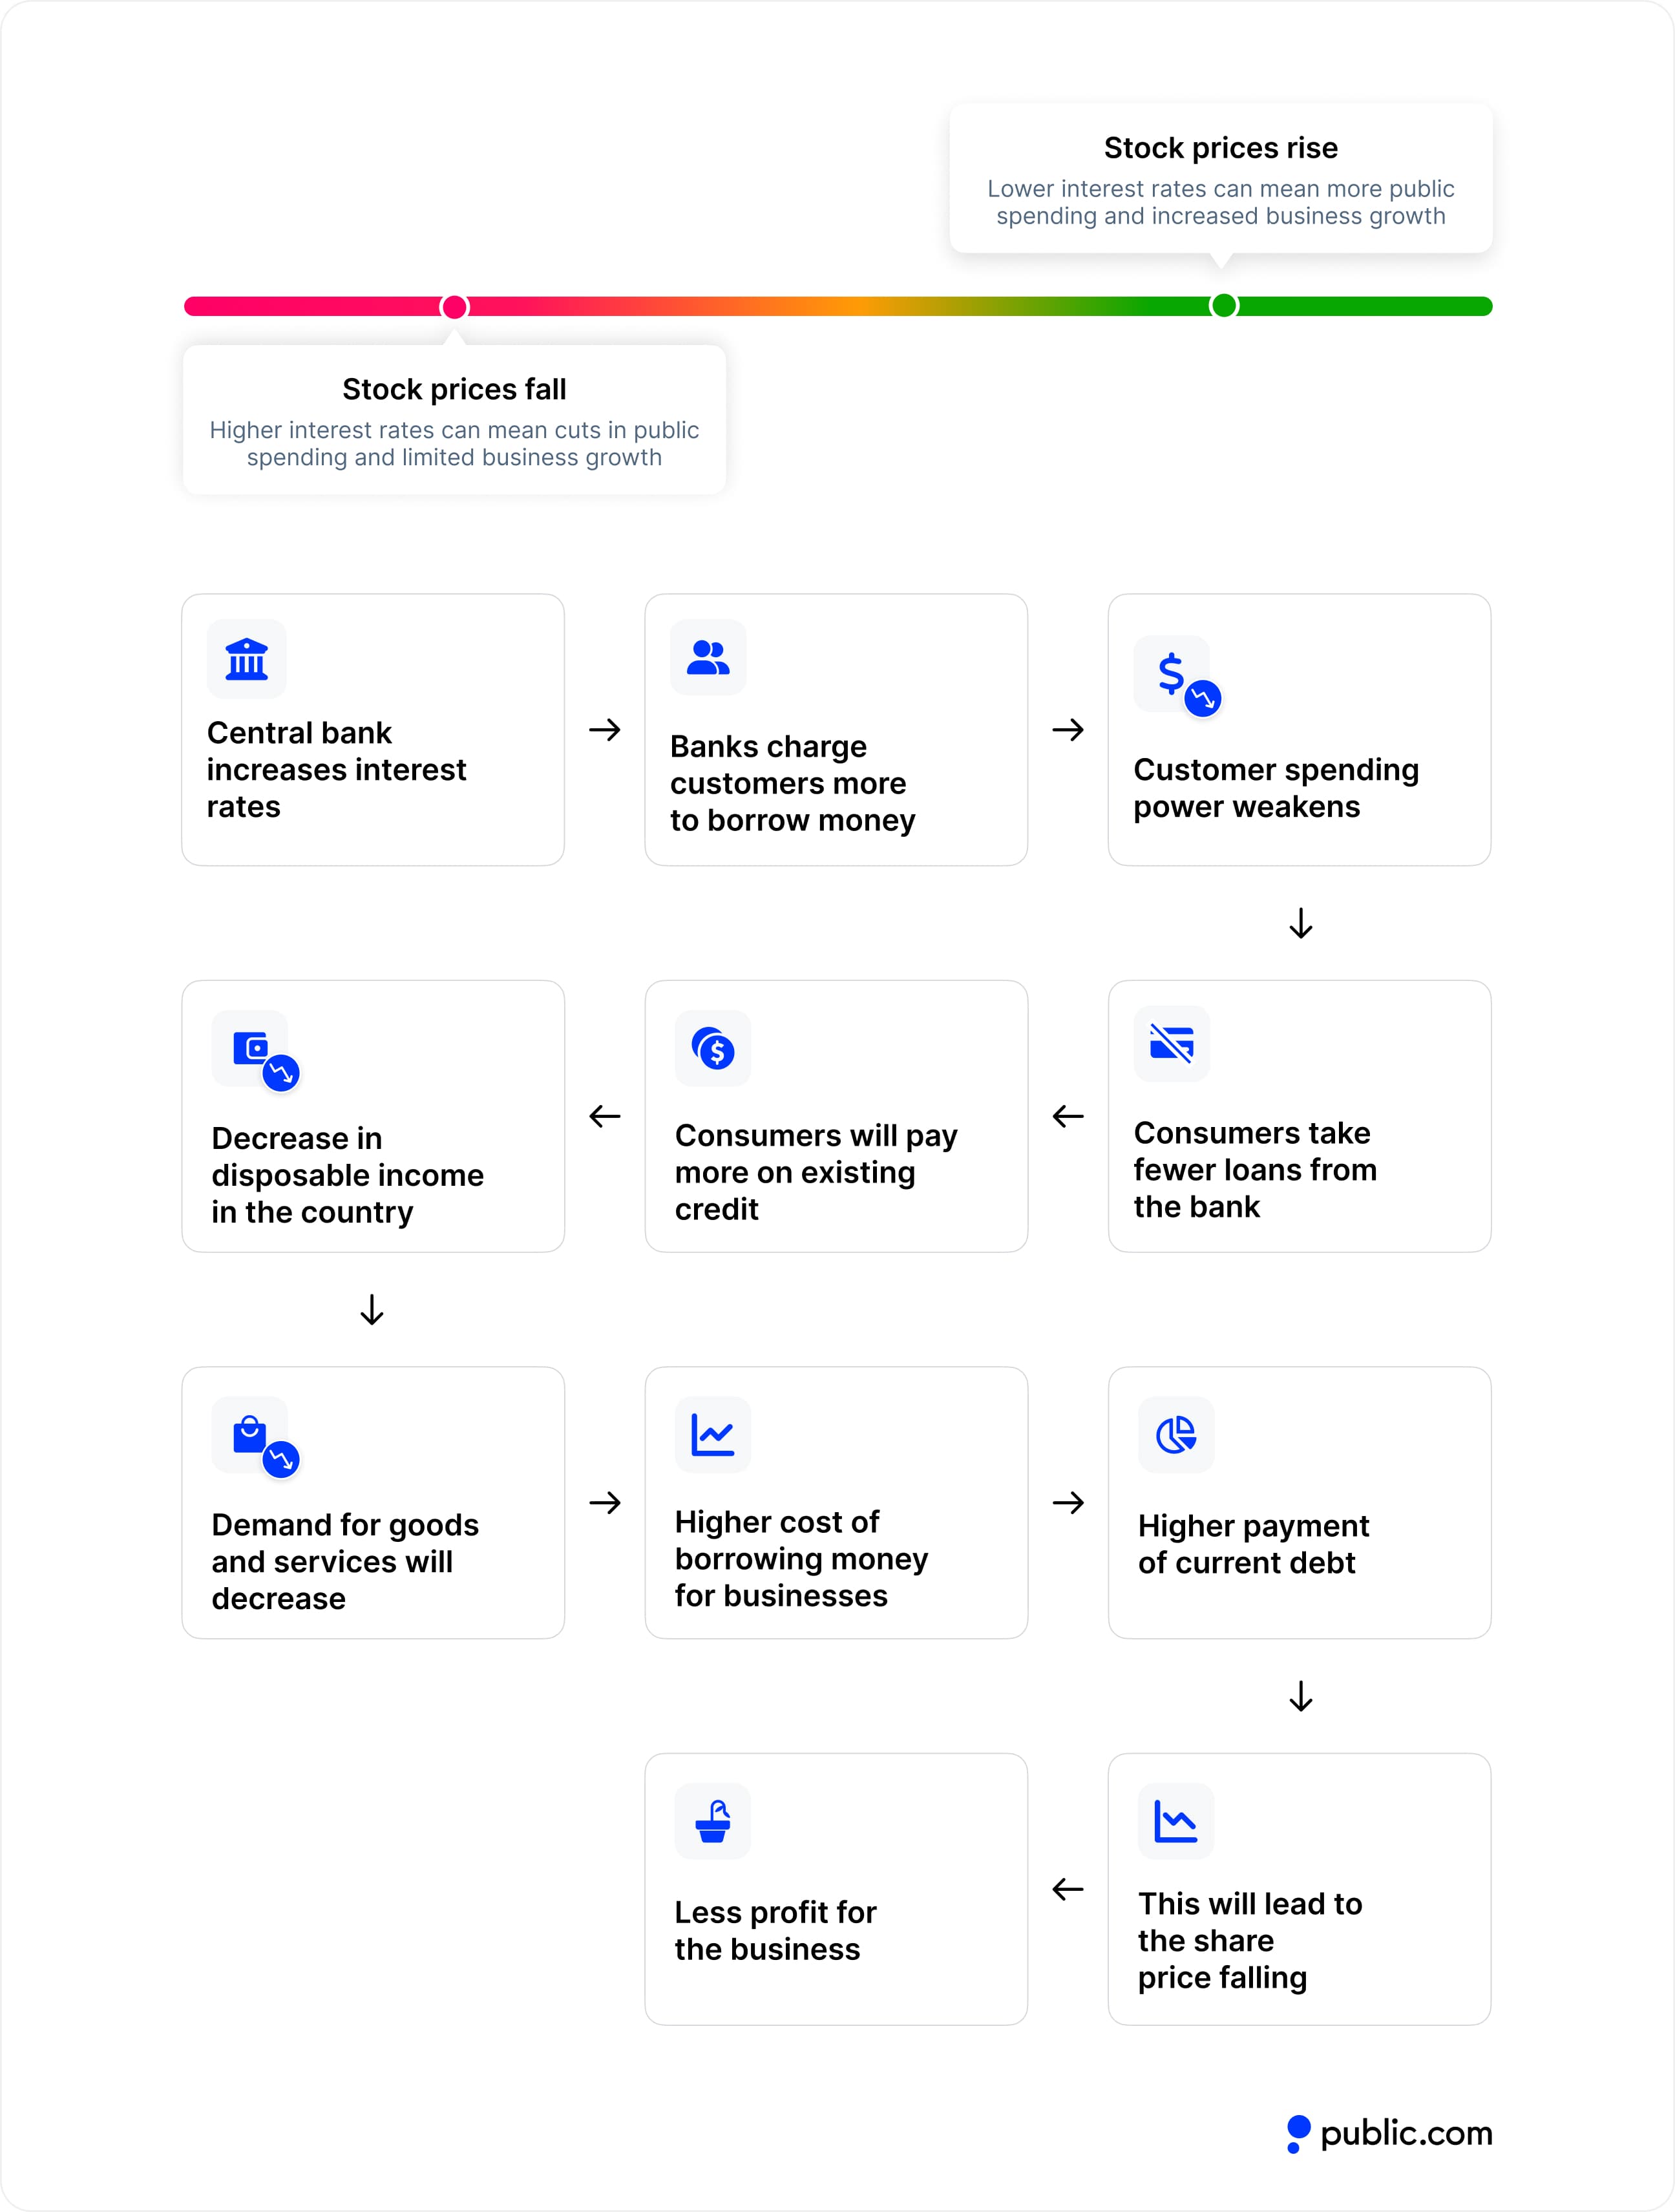 Stock prices rise
Lower interest rates can mean more public
spending and increased business growth
Stock prices fall
Higher interest rates can mean cuts in public
spending and limited business growth
Central bank
increases interest
rates
Banks charge
customers more
to borrow money
Customer spending
power weakens
Consumers take
fewer loans from
the bank
Consumers will pay
more on existing
credit
Decrease in
disposable income
in the country
Demand for goods
and services will
decrease
Higher cost of
borrowing money
for businesses
Higher payment
of current debt
This will lead to
the share
price falling
Less profit for
the business
public.com